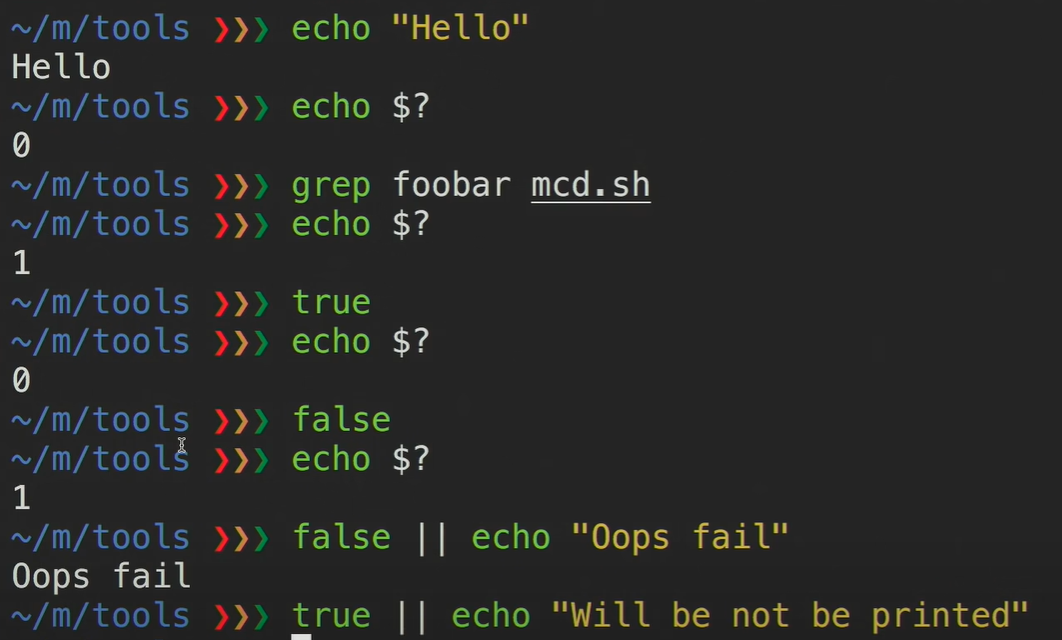 ~/m/tools ❯❯❯ echo "Hello"
Hello
~/m/tools ❯❯❯ echo $?
0
~/m/tools ❯❯❯ grep foobar mcd.sh
~/m/tools ❯❯❯ echo $?
1
~/m/tools ❯❯❯ true
~/m/tools ❯❯❯ echo $?
0
~/m/tools ❯❯❯ false
~/m/tools ❯❯❯ echo $?
1
~/m/tools ❯❯❯ false || echo "Oops fail"
Oops fail
~/m/tools ❯❯❯ true || echo "Will be not be printed"